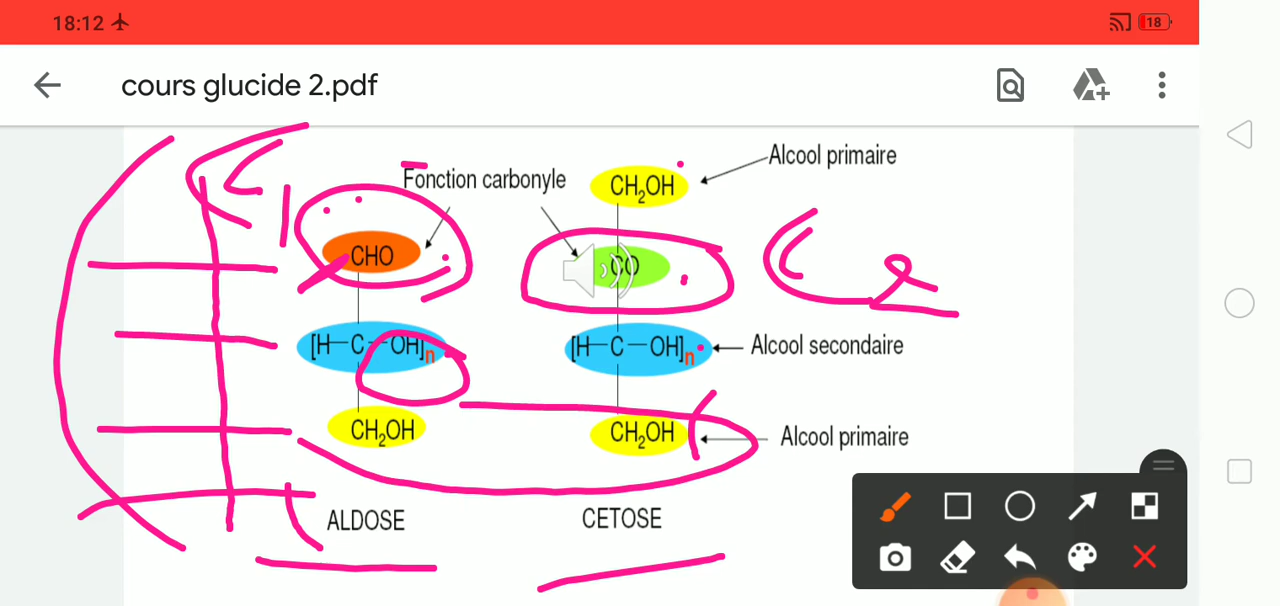 18:12
18
cours glucide 2.pdf
Alcool primaire
Fonction carbonyle
CH₂OH
CHO
CO
C2
[H—C—OH]n
[H—C—OH]n
Alcool secondaire
CH₂OH
CH₂OH
Alcool primaire
ALDOSE
CETOSE